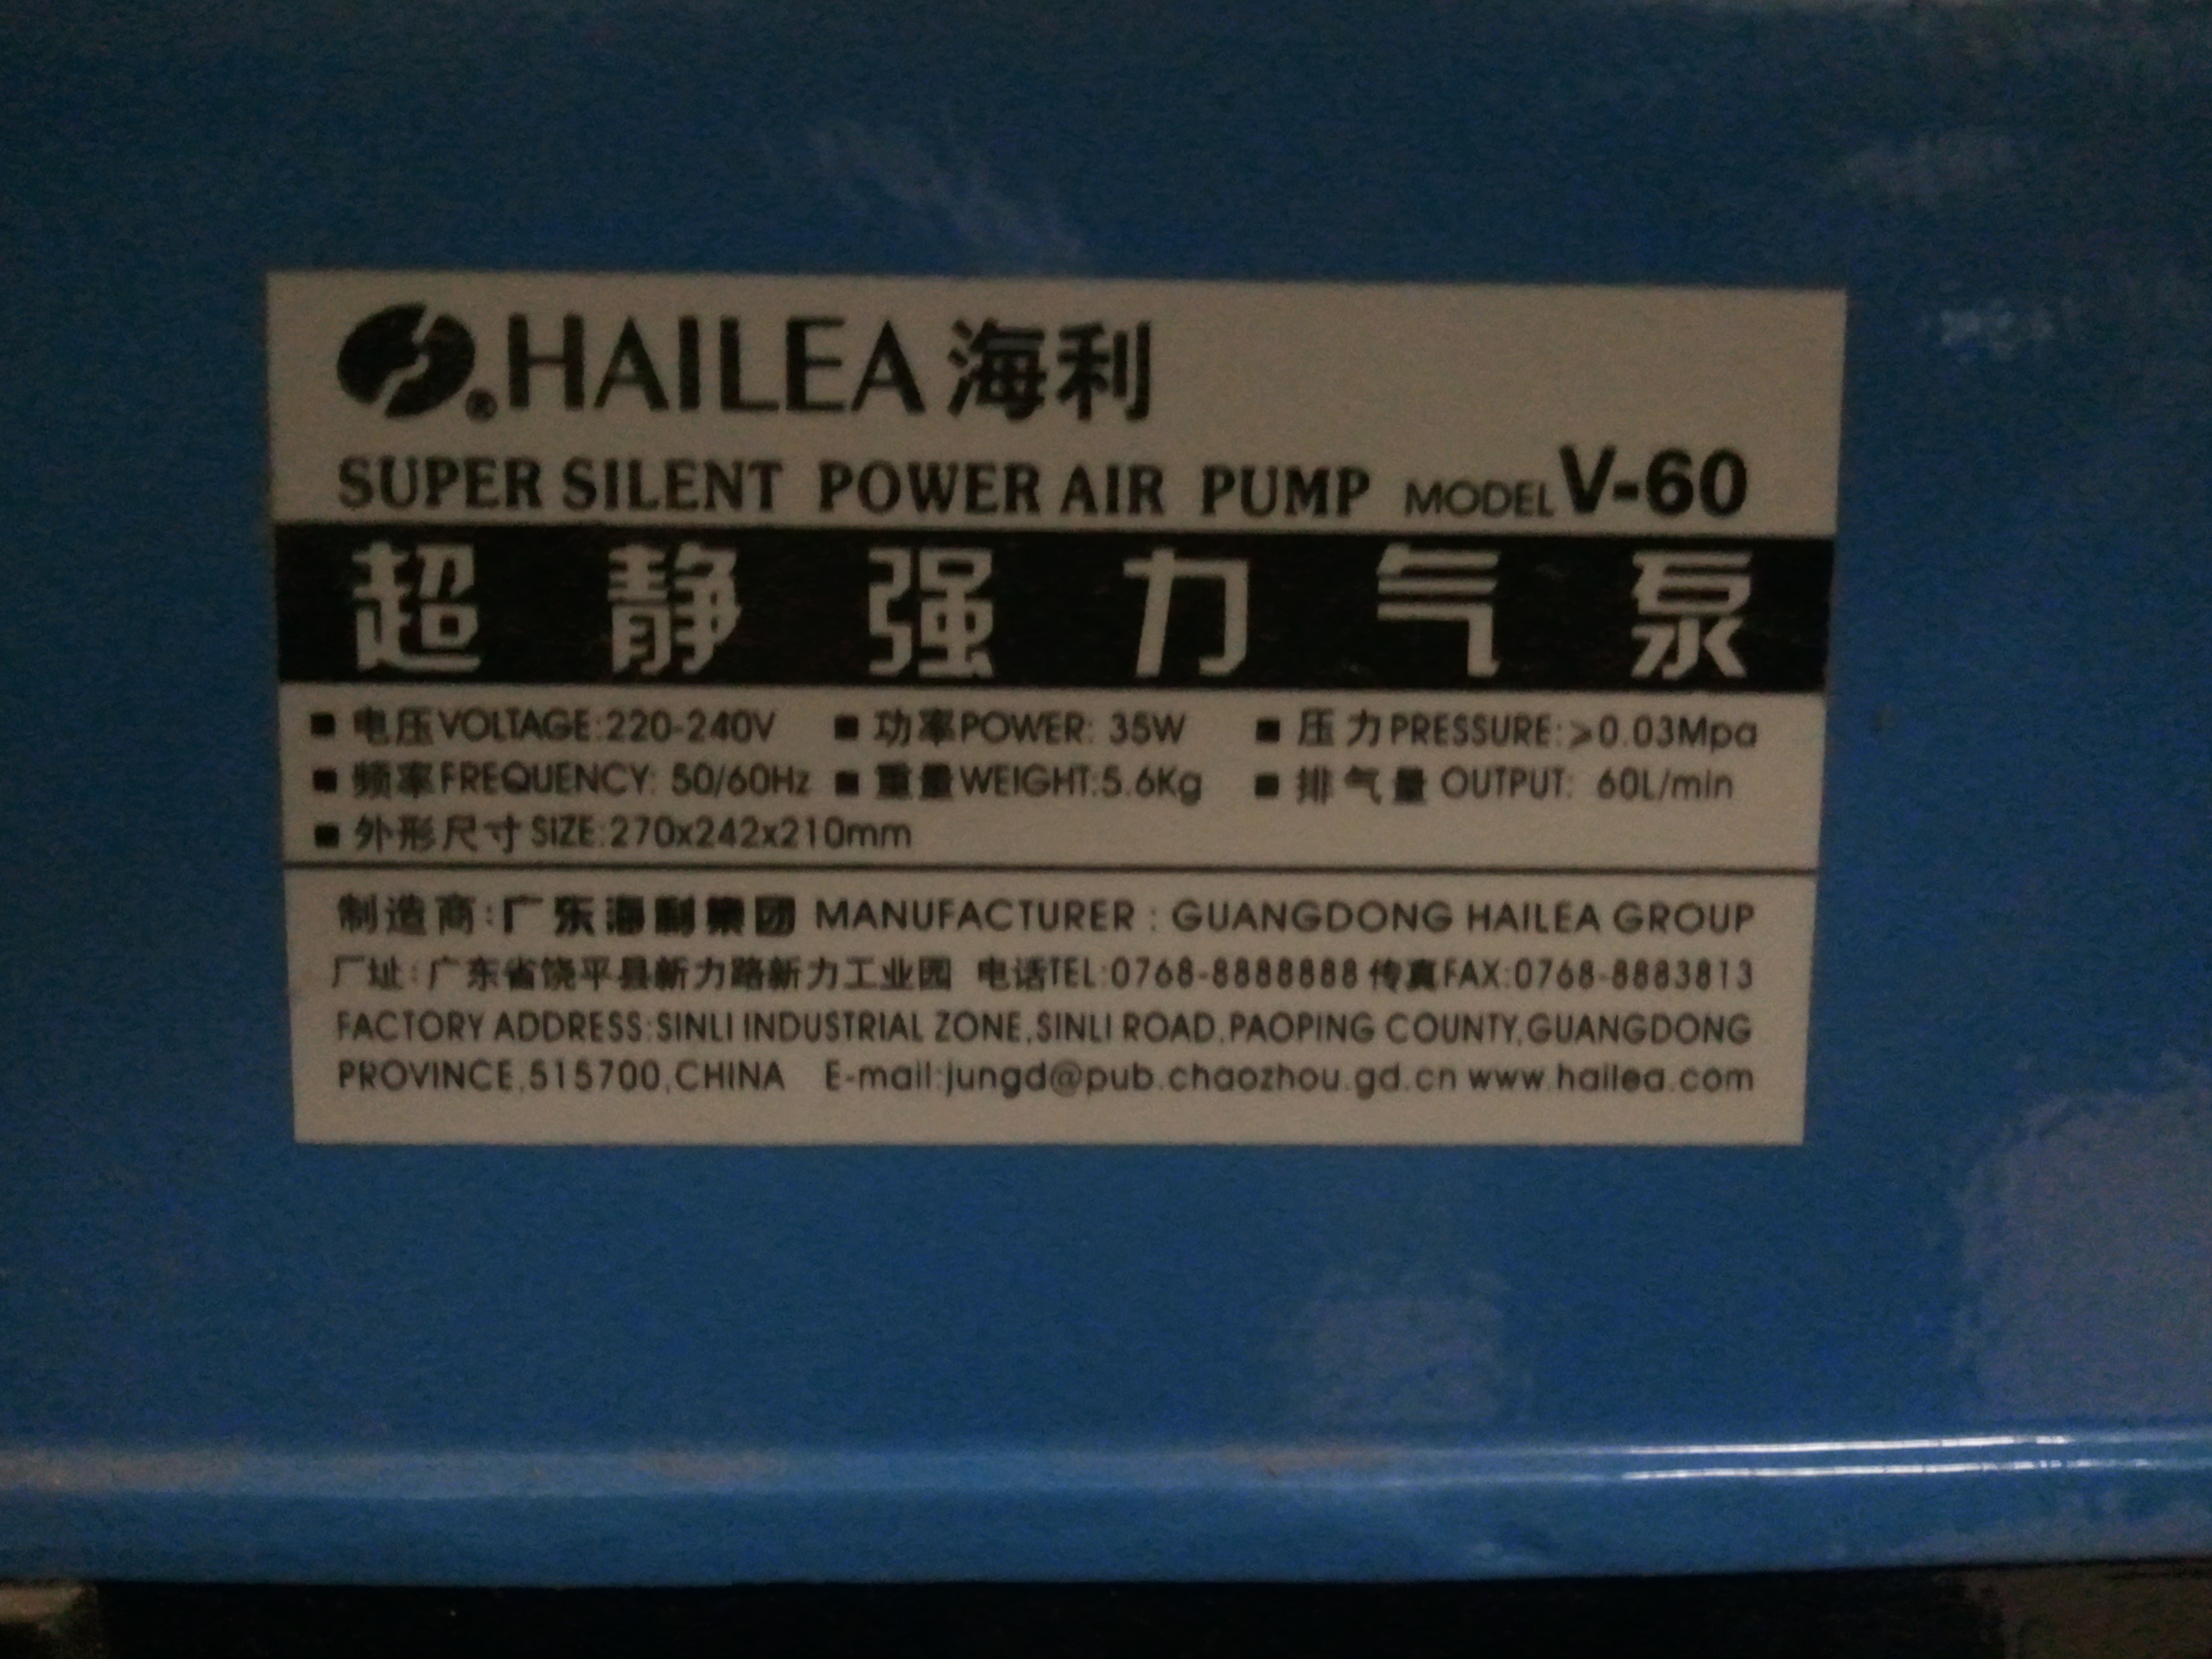 ®HAILEA 海利
SUPER SILENT POWER AIR PUMP MODEL V-60
超静强力气泵
■ 电压VOLTAGE:220-240V ■ 功率POWER: 35W ■ 压力PRESSURE:≥0.03Mpa
■ 频率FREQUENCY: 50/60Hz ■ 重量WEIGHT:5.6Kg ■ 排气量 OUTPUT: 60L/min
■ 外形尺寸SIZE:270x242x210mm
制造商:广东海利集团 MANUFACTURER : GUANGDONG HAILEA GROUP
厂址:广东省饶平县新力路新力工业园 电话TEL:0768-8888888 传真FAX:0768-8883813
FACTORY ADDRESS:SINLI INDUSTRIAL ZONE,SINLI ROAD,PAOPING COUNTY,GUANGDONG
PROVINCE,515700,CHINA E-mail:jungd@pub.chaozhou.gd.cn www.hailea.com